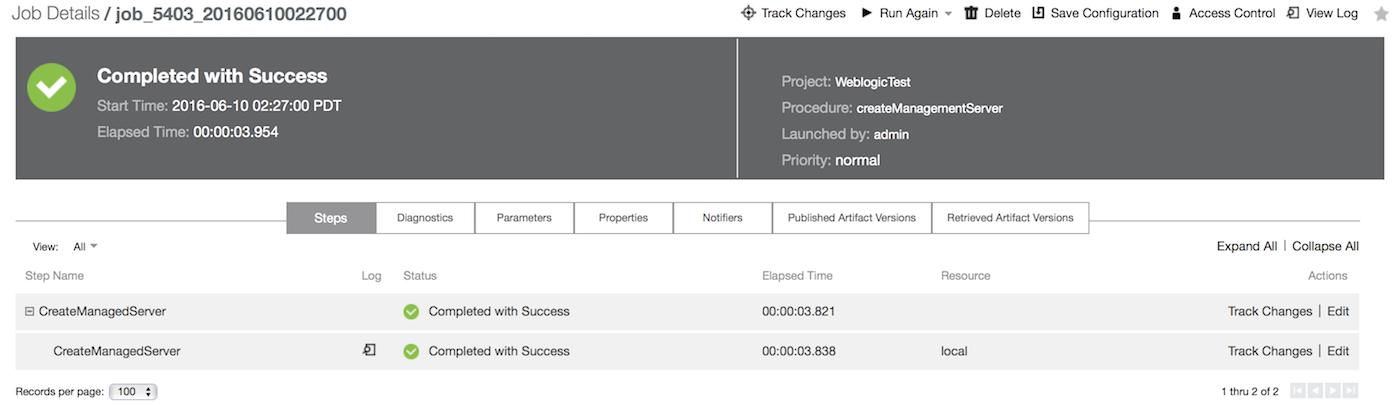 Job Details / job_5403_20160610022700
Track Changes Run Again Delete Save Configuration Access Control View Log
Completed with Success
Start Time: 2016-06-10 02:27:00 PDT
Elapsed Time: 00:00:03.954
Project: WeblogicTest
Procedure: createManagementServer
Launched by: admin
Priority: normal
Steps Diagnostics Parameters Properties Notifiers Published Artifact Versions Retrieved Artifact Versions
View: All
Expand All | Collapse All
Step Name Log Status Elapsed Time Resource Actions
CreateManagedServer Completed with Success 00:00:03.821 Track Changes | Edit
CreateManagedServer Completed with Success 00:00:03.838 local Track Changes | Edit
Records per page: 100
1 thru 2 of 2